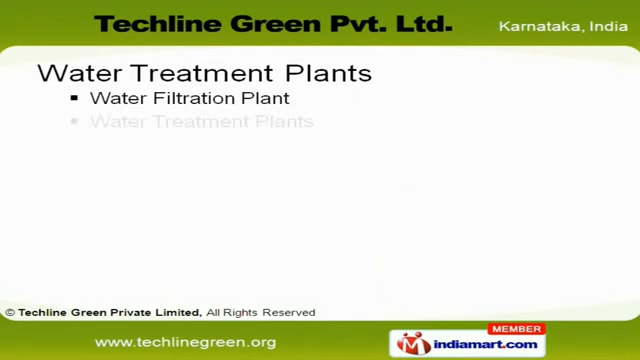 Techline Green Pvt. Ltd.
Karnataka, India
Water Treatment Plants
▪ Water Filtration Plant
▪ Water Treatment Plants
© Techline Green Private Limited, All Rights Reserved
www.techlinegreen.org
MEMBER
M indiamart.com